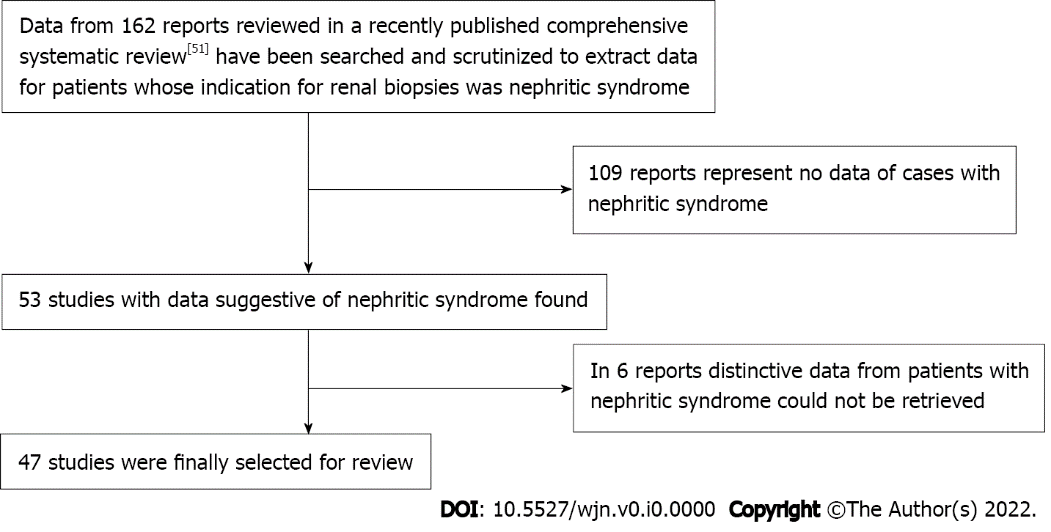 Data from 162 reports reviewed in a recently published comprehensive
systematic review[51] have been searched and scrutinized to extract data
for patients whose indication for renal biopsies was nephritic syndrome
109 reports represent no data of cases with
nephritic syndrome
53 studies with data suggestive of nephritic syndrome found
In 6 reports distinctive data from patients with
nephritic syndrome could not be retrieved
47 studies were finally selected for review
DOI: 10.5527/wjn.v0.i0.0000 Copyright ©The Author(s) 2022.